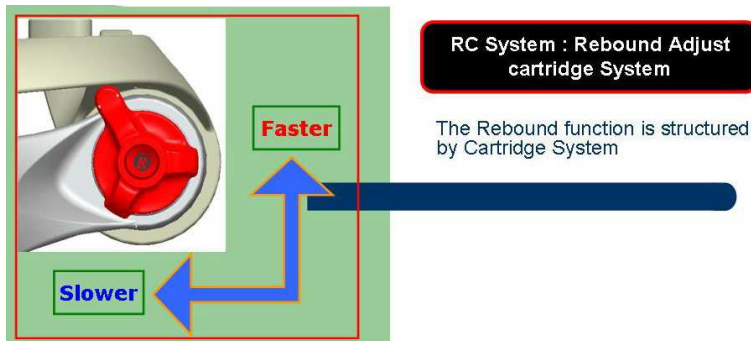 RC System : Rebound Adjust
cartridge System
The Rebound function is structured
by Cartridge System
Faster
Slower
R